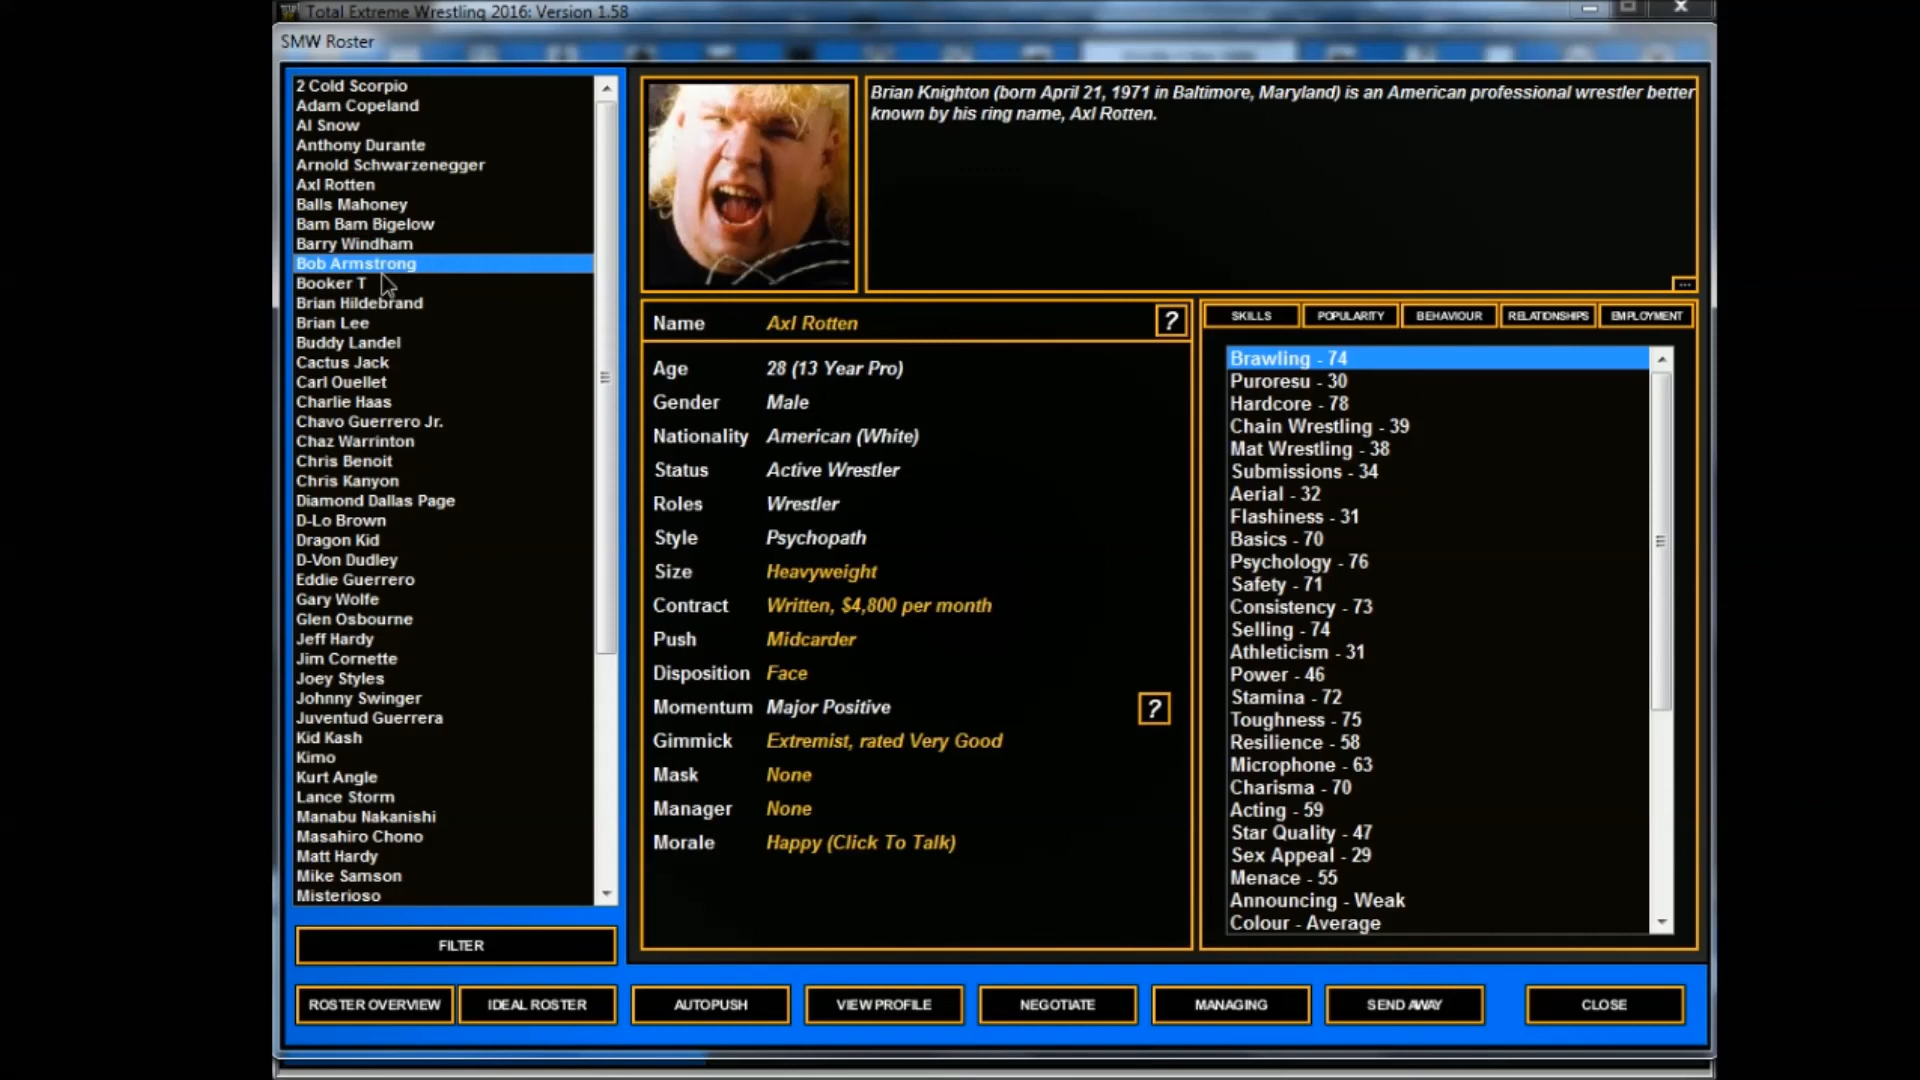 Total Extreme Wrestling 2016: Version 1.58
SMW Roster
2 Cold Scorpio
Adam Copeland
Al Snow
Anthony Durante
Arnold Schwarzenegger
Axl Rotten
Balls Mahoney
Bam Bam Bigelow
Barry Windham
Bob Armstrong
Booker T
Brian Hildebrand
Brian Lee
Buddy Landel
Cactus Jack
Carl Ouellet
Charlie Haas
Chavo Guerrero Jr.
Chaz Warrinton
Chris Benoit
Chris Kanyon
Diamond Dallas Page
D-Lo Brown
Dragon Kid
D-Von Dudley
Eddie Guerrero
Gary Wolfe
Glen Osbourne
Jeff Hardy
Jim Cornette
Joey Styles
Johnny Swinger
Juventud Guerrera
Kid Kash
Kimo
Kurt Angle
Lance Storm
Manabu Nakanishi
Masahiro Chono
Matt Hardy
Mike Samson
Misterioso
FILTER
Brian Knighton (born April 21, 1971 in Baltimore, Maryland) is an American professional wrestler better
known by his ring name, Axl Rotten.
...
Name Axl Rotten ?
Age 28 (13 Year Pro)
Gender Male
Nationality American (White)
Status Active Wrestler
Roles Wrestler
Style Psychopath
Size Heavyweight
Contract Written, $4,800 per month
Push Midcarder
Disposition Face
Momentum Major Positive ?
Gimmick Extremist, rated Very Good
Mask None
Manager None
Morale Happy (Click To Talk)
SKILLS POPULARITY BEHAVIOUR RELATIONSHIPS EMPLOYMENT
Brawling - 74
Puroresu - 30
Hardcore - 78
Chain Wrestling - 39
Mat Wrestling - 38
Submissions - 34
Aerial - 32
Flashiness - 31
Basics - 70
Psychology - 76
Safety - 71
Consistency - 73
Selling - 74
Athleticism - 31
Power - 46
Stamina - 72
Toughness - 75
Resilience - 58
Microphone - 63
Charisma - 70
Acting - 59
Star Quality - 47
Sex Appeal - 29
Menace - 55
Announcing - Weak
Colour - Average
ROSTER OVERVIEW IDEAL ROSTER AUTOPUSH VIEW PROFILE NEGOTIATE MANAGING SEND AWAY CLOSE